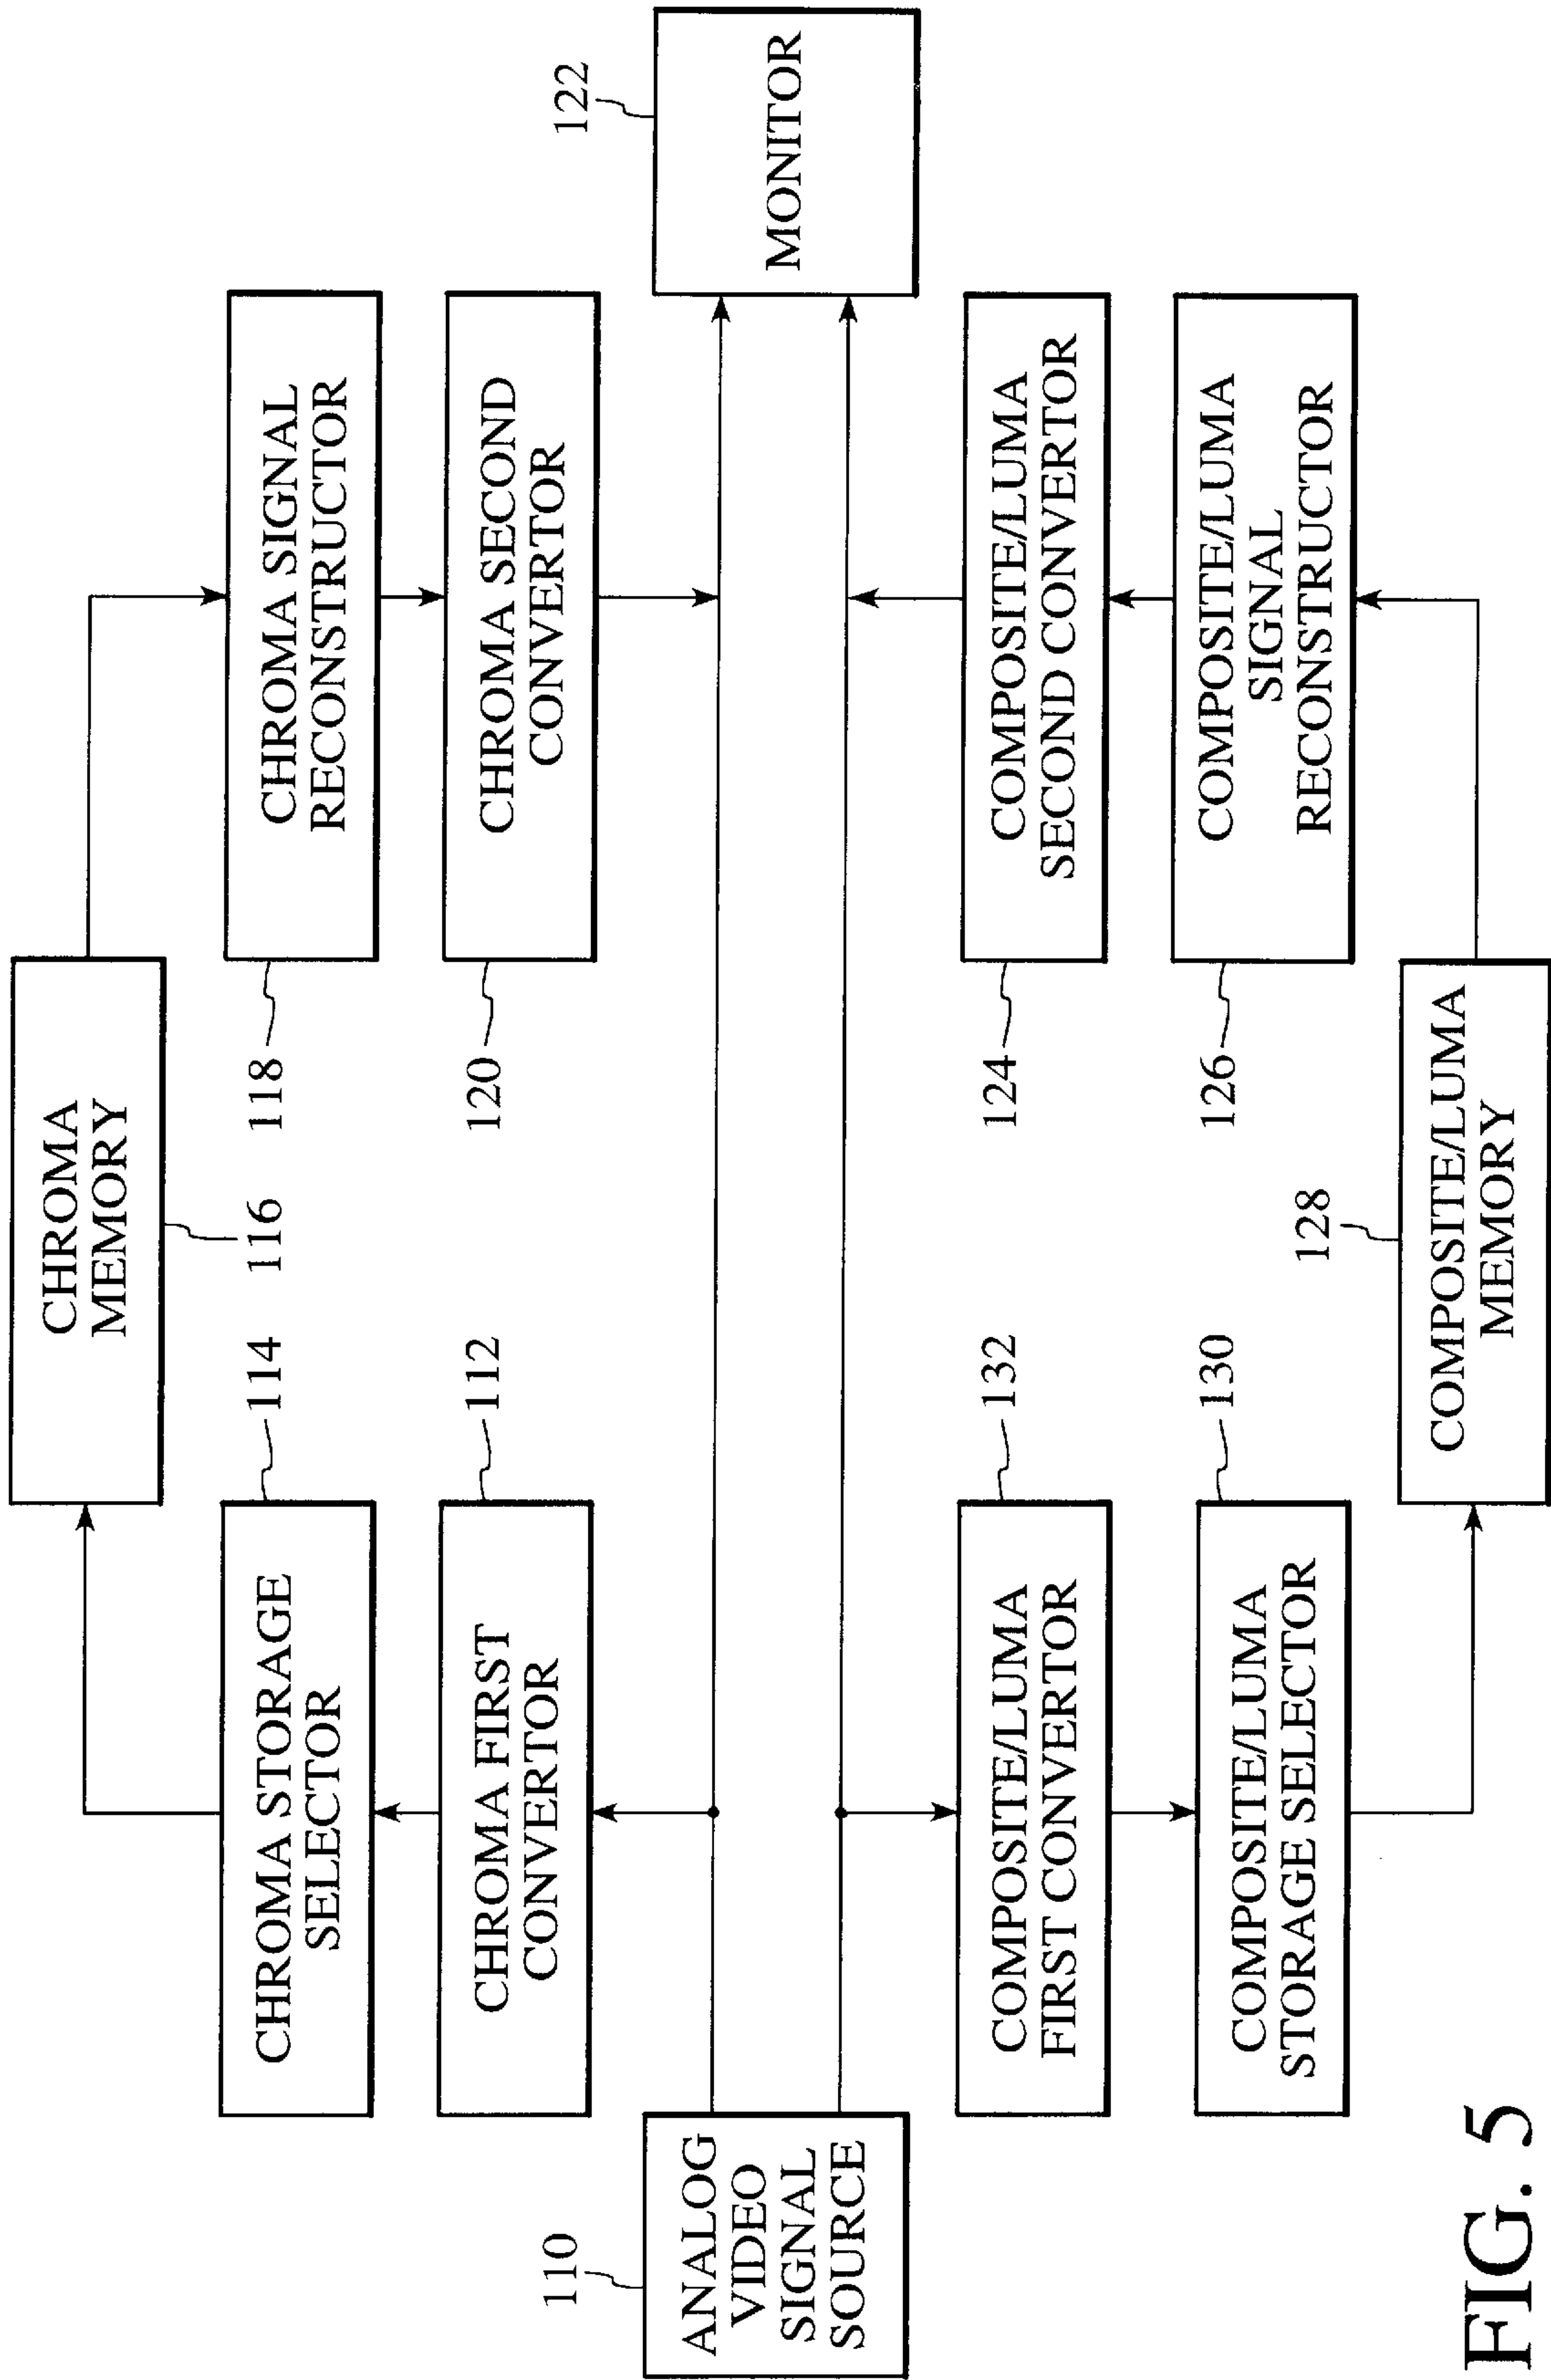 CHROMA
MEMORY
116
114
CHROMA STORAGE
SELECTOR
118
CHROMA SIGNAL
RECONSTRUCTOR
112
CHROMA FIRST
CONVERTOR
120
CHROMA SECOND
CONVERTOR
110
ANALOG
VIDEO
SIGNAL
SOURCE
122
MONITOR
132
COMPOSITE/LUMA
FIRST CONVERTOR
124
COMPOSITE/LUMA
SECOND CONVERTOR
130
COMPOSITE/LUMA
STORAGE SELECTOR
126
COMPOSITE/LUMA
SIGNAL
RECONSTRUCTOR
128
COMPOSITE/LUMA
MEMORY
FIG. 5